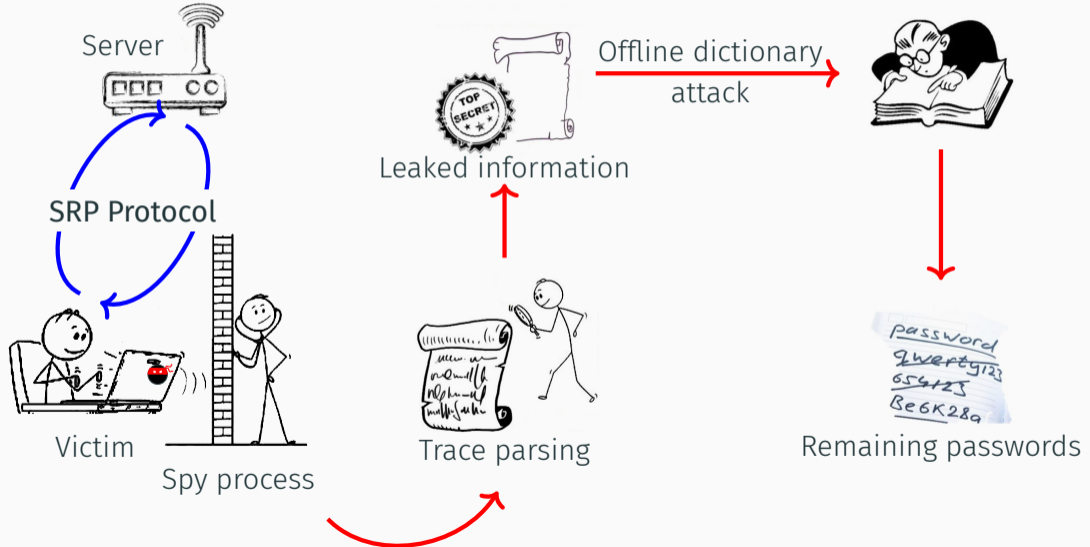 Server
SRP Protocol
Victim
Spy process
Trace parsing
Leaked information
TOP
SECRET
Offline dictionary
attack
password
qwerty123
654123
Be6K28a
Remaining passwords